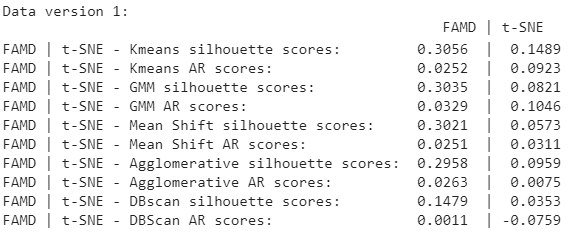 Data version 1:
FAMD | t-SNE
FAMD | t-SNE - Kmeans silhouette scores: 0.3056 | 0.1489
FAMD | t-SNE - Kmeans AR scores: 0.0252 | 0.0923
FAMD | t-SNE - GMM silhouette scores: 0.3035 | 0.0821
FAMD | t-SNE - GMM AR scores: 0.0329 | 0.1046
FAMD | t-SNE - Mean Shift silhouette scores: 0.3021 | 0.0573
FAMD | t-SNE - Mean Shift AR scores: 0.0251 | 0.0311
FAMD | t-SNE - Agglomerative silhouette scores: 0.2958 | 0.0959
FAMD | t-SNE - Agglomerative AR scores: 0.0263 | 0.0075
FAMD | t-SNE - DBscan silhouette scores: 0.1479 | 0.0353
FAMD | t-SNE - DBScan AR scores: 0.0011 | -0.0759